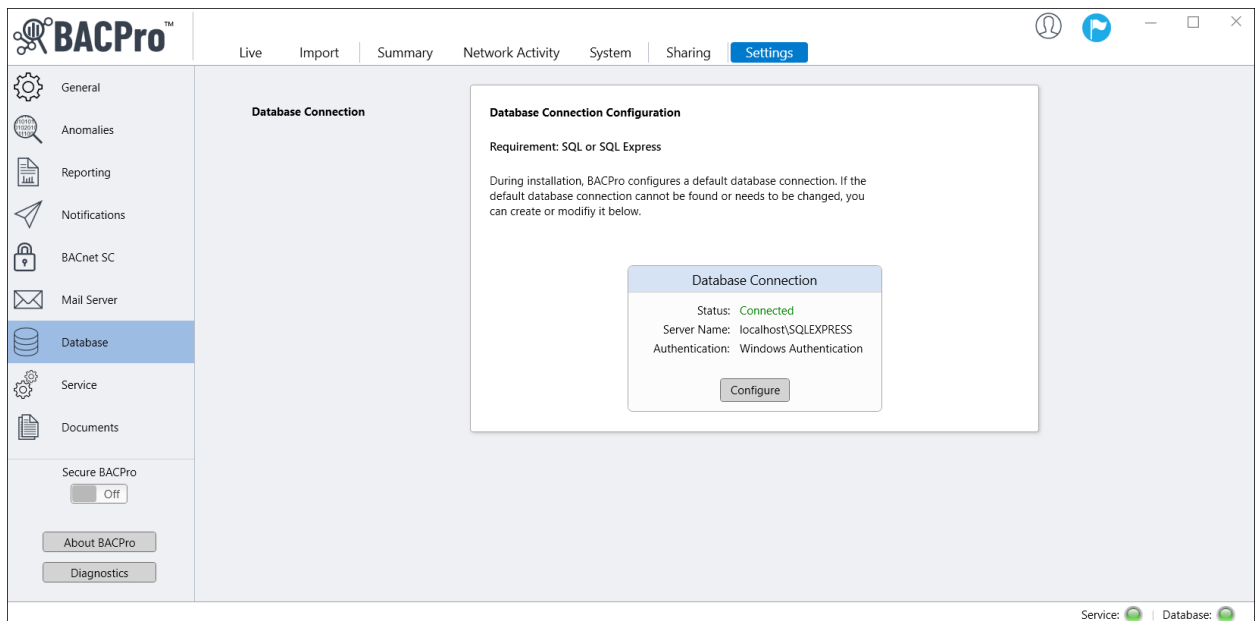 BACPro™
Live Import Summary Network Activity System Sharing Settings
General
Anomalies
Reporting
Notifications
BACnet SC
Mail Server
Database
Service
Documents
Secure BACPro
Off
About BACPro
Diagnostics
Database Connection
Database Connection Configuration
Requirement: SQL or SQL Express
During installation, BACPro configures a default database connection. If the
default database connection cannot be found or needs to be changed, you
can create or modifiy it below.
Database Connection
Status: Connected
Server Name: localhost\SQLEXPRESS
Authentication: Windows Authentication
Configure
Service: | Database: